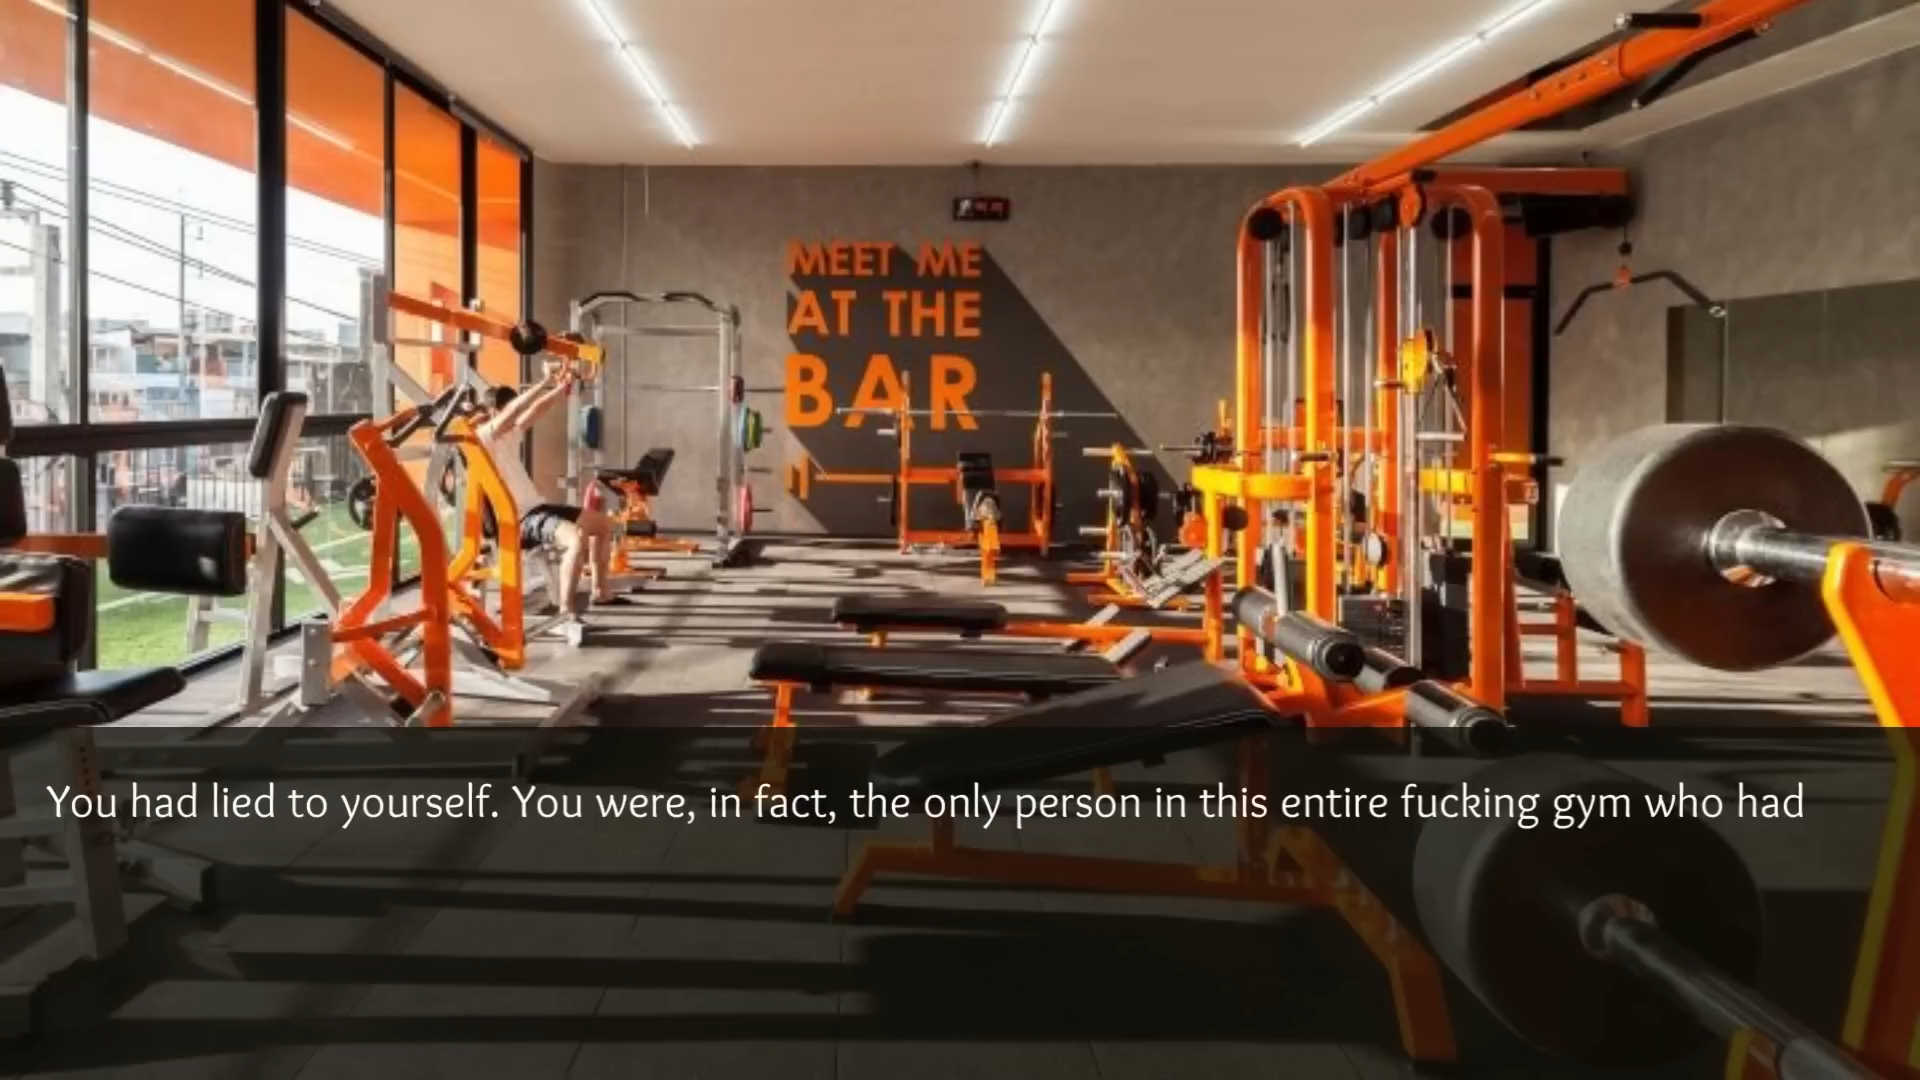 MEET ME
AT THE
BAR
You had lied to yourself. You were, in fact, the only person in this entire fucking gym who had